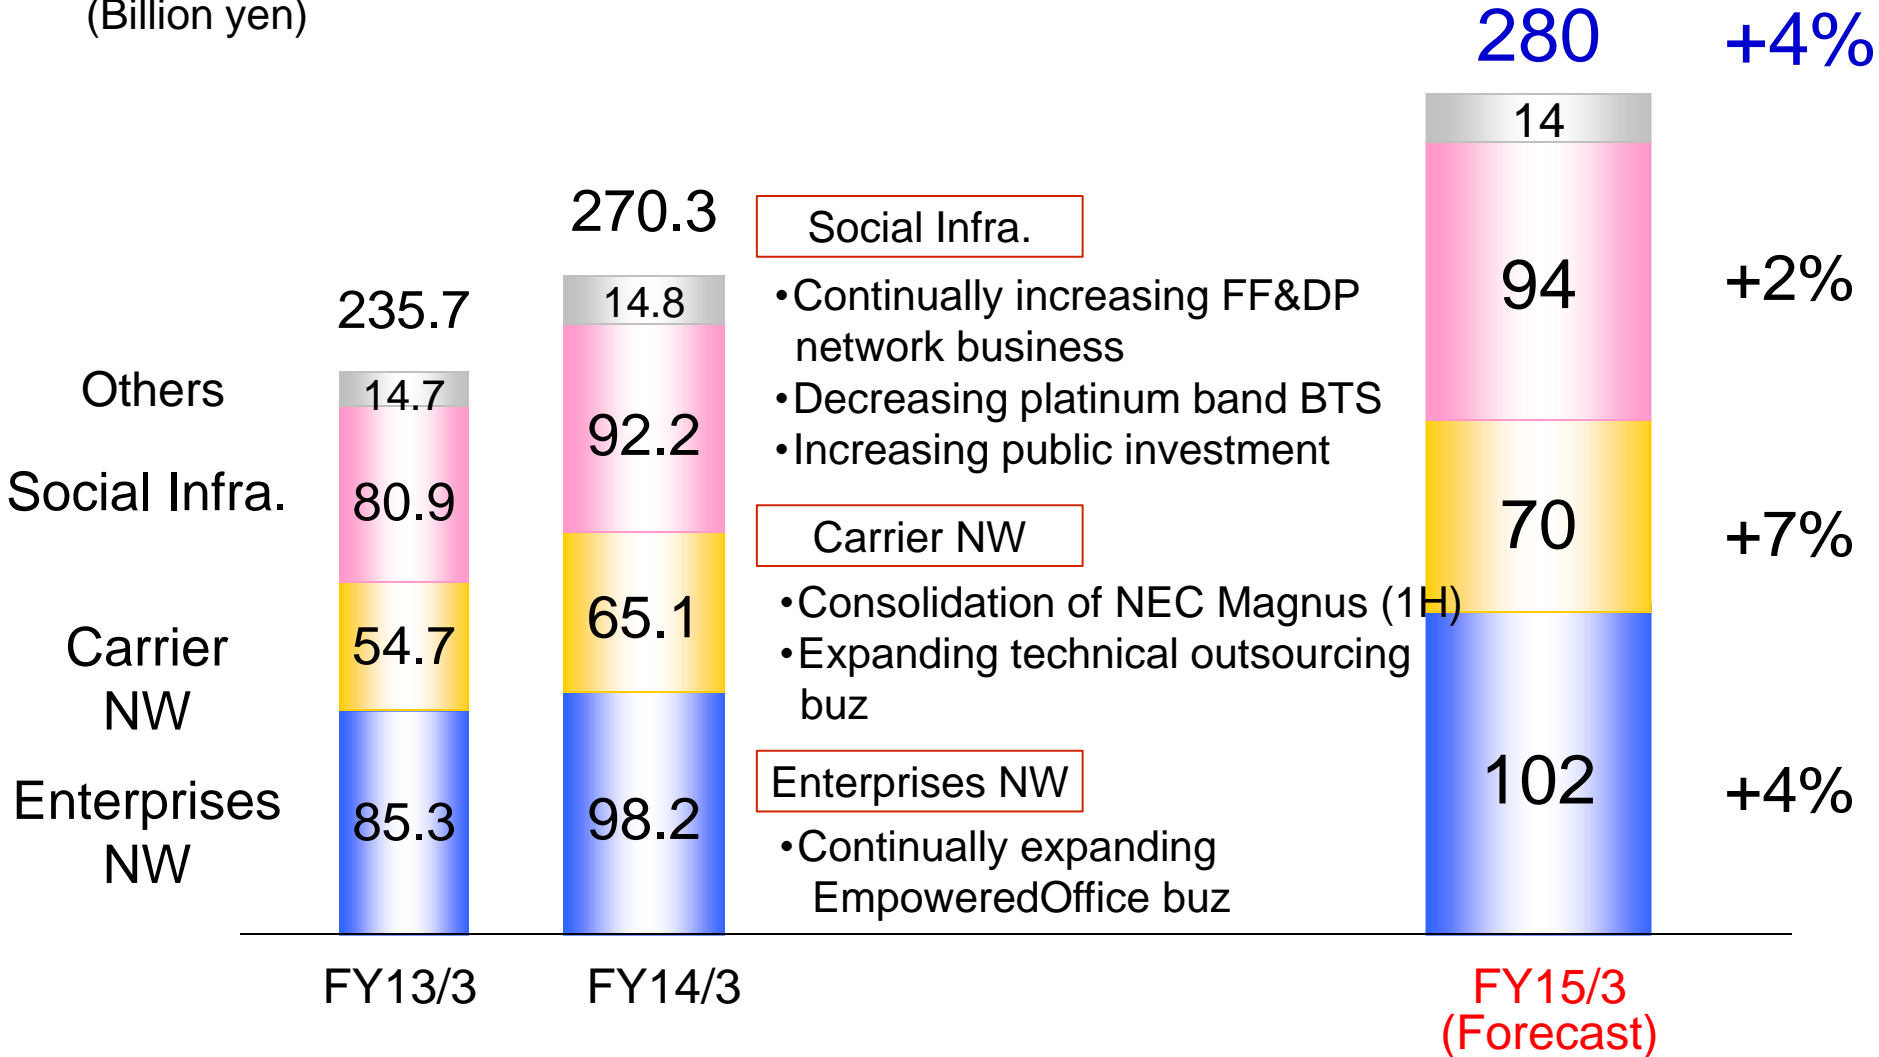 (Billion yen)
280
+4%
14
270.3
Social Infra.
94
+2%
235.7
14.8
•Continually increasing FF&DP
network business
Others
14.7
92.2
•Decreasing platinum band BTS
•Increasing public investment
Social Infra.
80.9
Carrier NW
70
+7%
Carrier
NW
54.7
65.1
•Consolidation of NEC Magnus (1H)
•Expanding technical outsourcing
buz
Enterprises
NW
85.3
98.2
Enterprises NW
102
+4%
•Continually expanding
EmpoweredOffice buz
FY13/3
FY14/3
FY15/3
(Forecast)